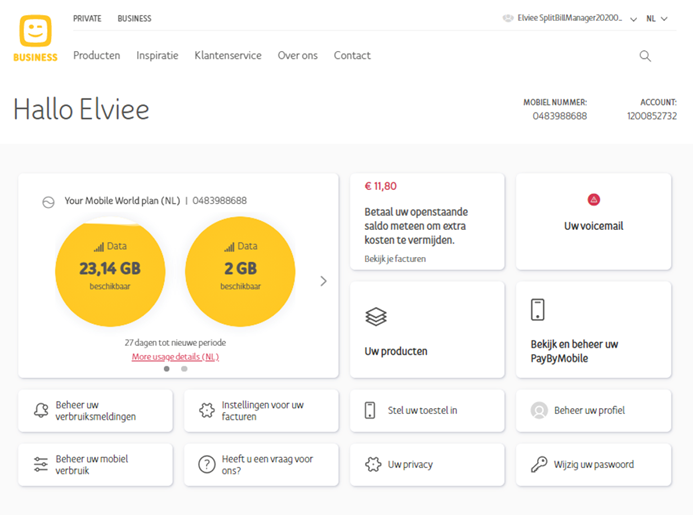 PRIVATE BUSINESS
Elviee SplitBillManager20200... NL
BUSINESS
Producten Inspiratie Klantenservice Over ons Contact
Hallo Elviee
MOBIEL NUMMER:
0483988688
ACCOUNT:
1200852732
Your Mobile World plan (NL) | 0483988688
Data
23,14 GB
beschikbaar
Data
2 GB
beschikbaar
27 dagen tot nieuwe periode
More usage details (NL)
€ 11,80
Betaal uw openstaande
saldo meteen om extra
kosten te vermijden.
Bekijk je facturen
Uw voicemail
Uw producten
Bekijk en beheer uw
PayByMobile
Beheer uw
verbruiksmeldingen
Instellingen voor uw
facturen
Stel uw toestel in
Beheer uw profiel
Beheer uw mobiel
verbruik
Heeft u een vraag voor
ons?
Uw privacy
Wijzig uw paswoord